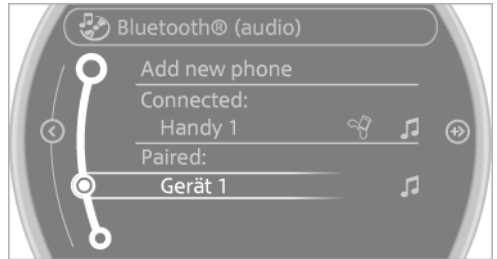 Bluetooth® (audio)
Add new phone
Connected:
Handy 1
Paired:
Gerät 1